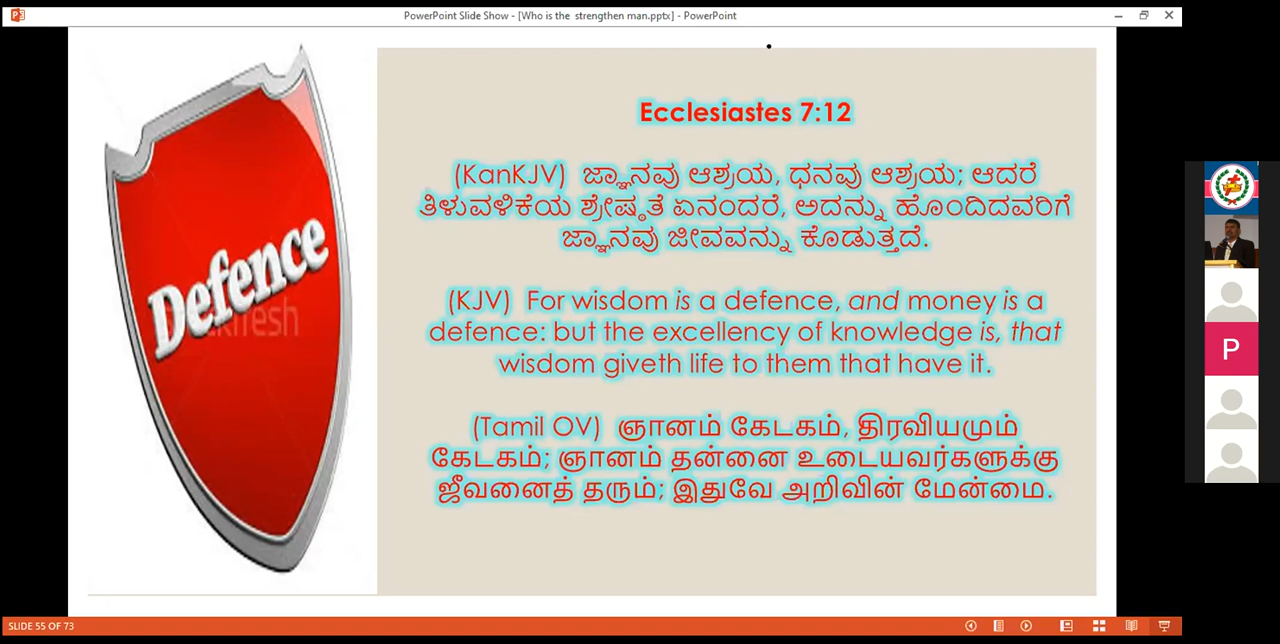 PowerPoint Slide Show - [Who is the  strengthen man.pptx] - PowerPoint
Defence
Ecclesiastes 7:12
(KanKJV) ಜ್ಞಾನವು ಆಶ್ರಯ, ಧನವು ಆಶ್ರಯ; ಆದರೆ
ತಿಳುವಳಿಕೆಯ ಶ್ರೇಷ್ಠತೆ ಏನಂದರೆ, ಅದನ್ನು ಹೊಂದಿದವರಿಗೆ
ಜ್ಞಾನವು ಜೀವವನ್ನು ಕೊಡುತ್ತದೆ.
(KJV) For wisdom is a defence, and money is a
defence: but the excellency of knowledge is, that
wisdom giveth life to them that have it.
(Tamil OV) ஞானம் கேடகம், திரவியமும்
கேடகம்; ஞானம் தன்னை உடையவர்களுக்கு
ஜீவனைத் தரும்; இதுவே அறிவின் மேன்மை.
P
SLIDE 55 OF 73